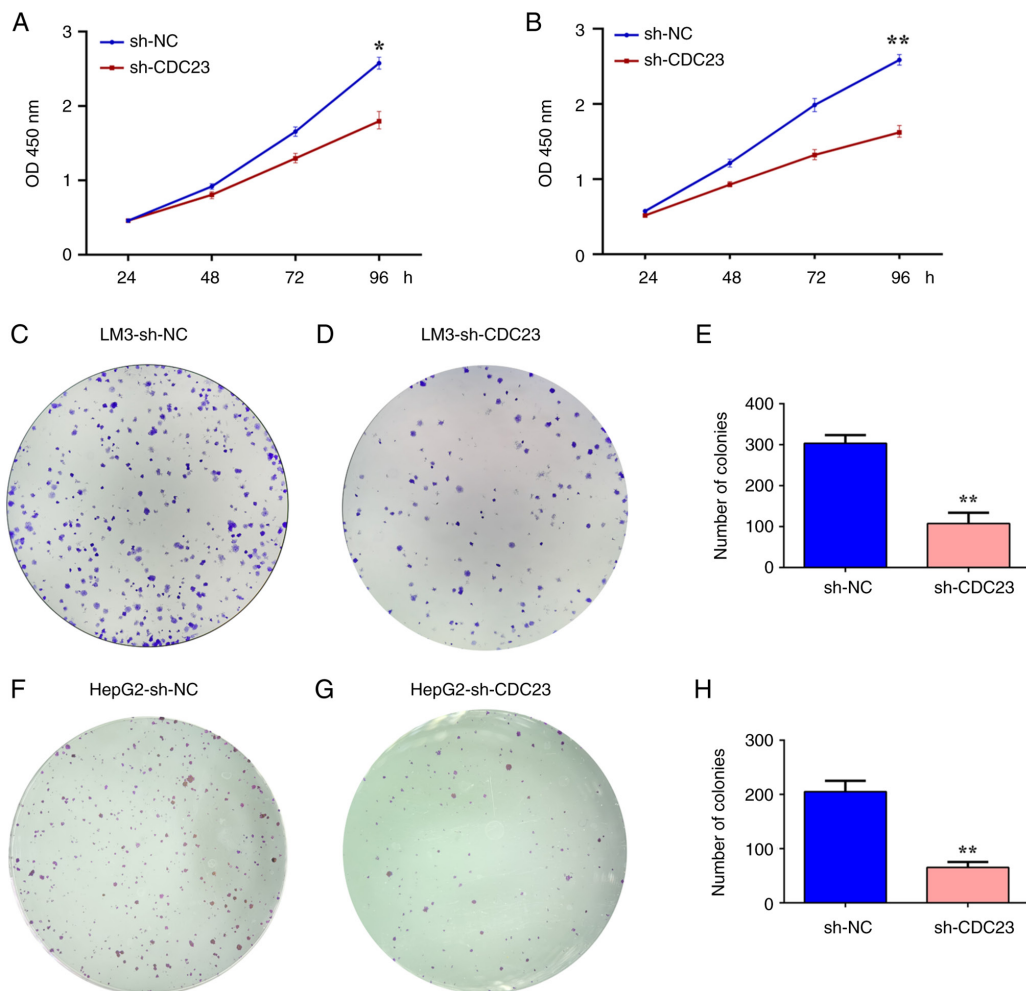 A
sh-NC
sh-CDC23
*
OD 450 nm
3
2
1
0
24 48 72 96 h
B
sh-NC
sh-CDC23
**
OD 450 nm
3
2
1
0
24 48 72 96 h
C
LM3-sh-NC
D
LM3-sh-CDC23
E
Number of colonies
400
300
200
100
0
**
sh-NC sh-CDC23
F
HepG2-sh-NC
G
HepG2-sh-CDC23
H
Number of colonies
300
200
100
0
**
sh-NC sh-CDC23